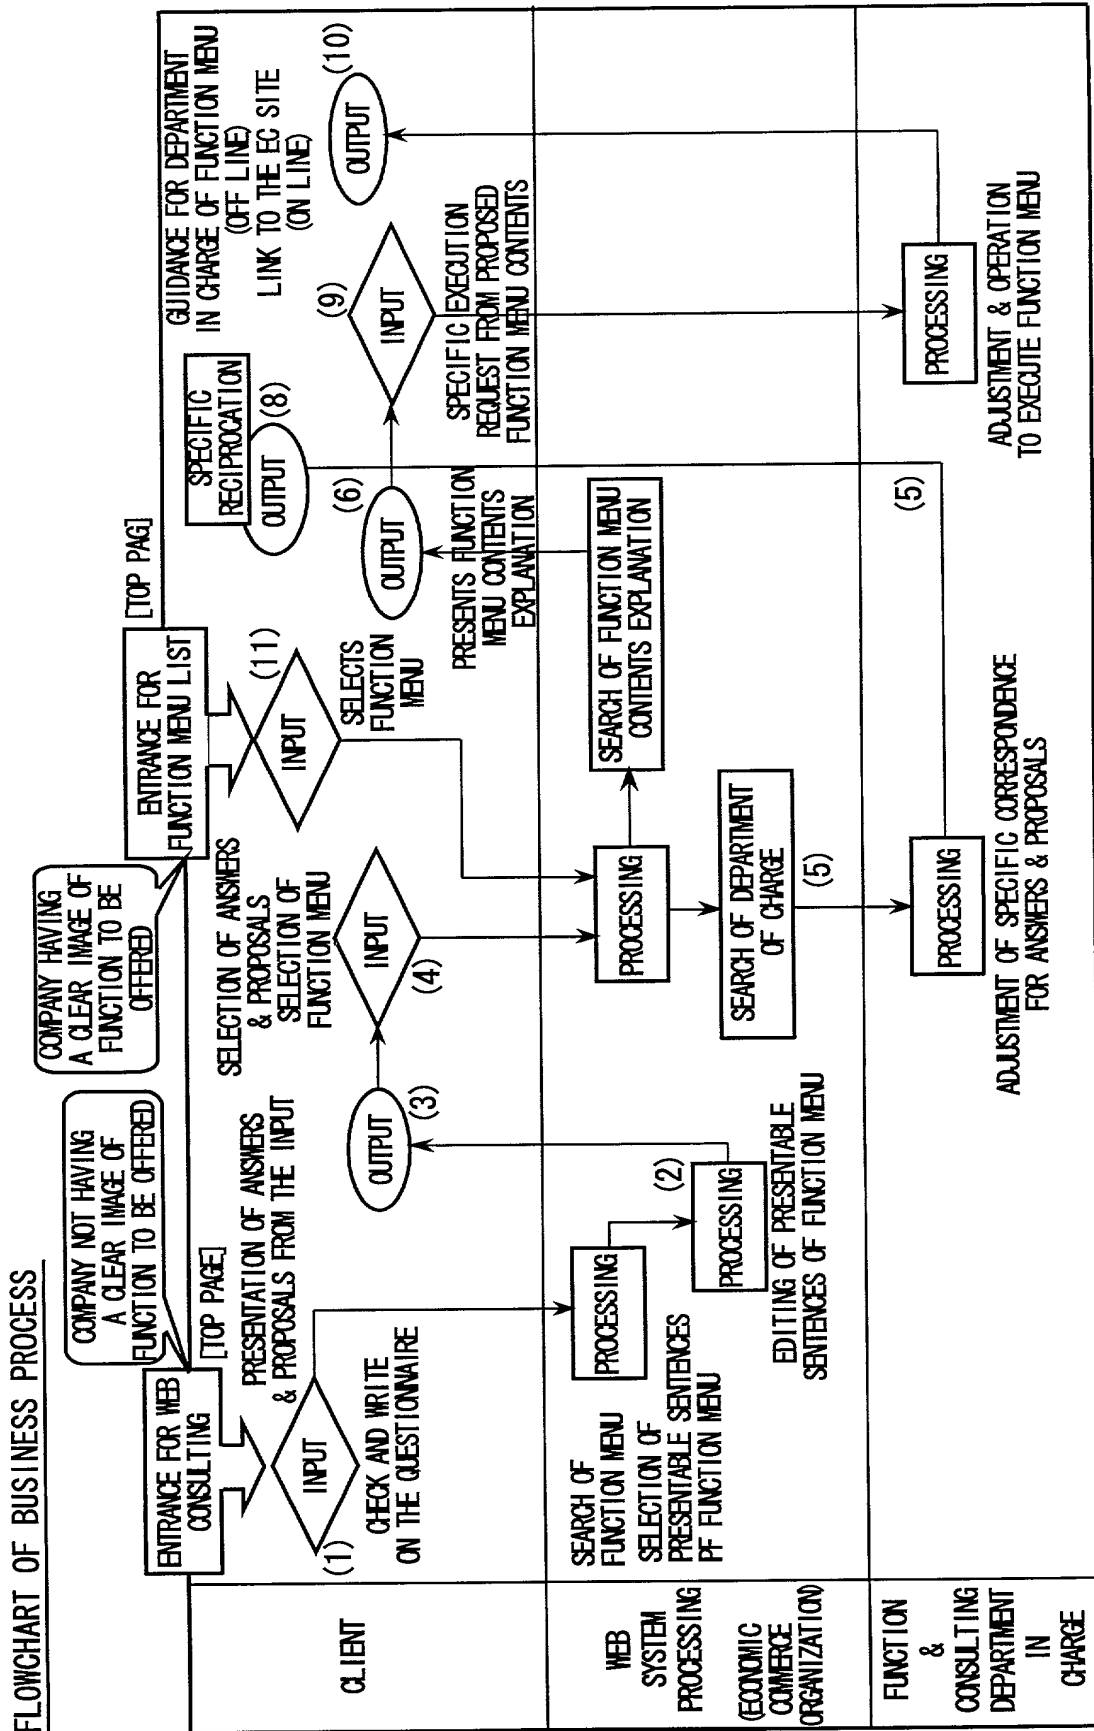 FLOWCHART OF BUSINESS PROCESS
COMPANY NOT HAVING
A CLEAR IMAGE OF
FUNCTION TO BE OFFERED
COMPANY HAVING
A CLEAR IMAGE OF
FUNCTION TO BE
OFFERED
ENTRANCE FOR WEB
CONSULTING
[TOP PAGE]
ENTRANCE FOR
FUNCTION MENU LIST
[TOP PAG]
CLIENT
(1)
INPUT
CHECK AND WRITE
ON THE QUESTIONNAIRE
PRESENTATION OF ANSWERS
& PROPOSALS FROM THE INPUT
OUTPUT
(3)
SELECTION OF ANSWERS
& PROPOSALS
SELECTION OF
FUNCTION MENU
INPUT
(4)
INPUT
(11)
SELECTS
FUNCTION
MENU
SPECIFIC
RECIPROCATION
OUTPUT
(8)
OUTPUT
(6)
PRESENTS FUNCTION
MENU CONTENTS
EXPLANATION
INPUT
(9)
SPECIFIC EXECUTION
REQUEST FROM PROPOSED
FUNCTION MENU CONTENTS
GUIDANCE FOR DEPARTMENT
IN CHARGE OF FUNCTION MENU
(OFF LINE)
LINK TO THE EC SITE
(ON LINE)
OUTPUT
(10)
WEB
SYSTEM
PROCESSING
(ECONOMIC
COMMERCE
ORGANIZATION)
SEARCH OF
FUNCTION MENU
SELECTION OF
PRESENTABLE SENTENCES
PF FUNCTION MENU
PROCESSING
PROCESSING
(2)
EDITING OF PRESENTABLE
SENTENCES OF FUNCTION MENU
PROCESSING
SEARCH OF FUNCTION MENU
CONTENTS EXPLANATION
SEARCH OF DEPARTMENT
OF CHARGE
(5)
FUNCTION
&
CONSULTING
DEPARTMENT
IN
CHARGE
PROCESSING
(5)
ADJUSTMENT OF SPECIFIC CORRESPONDENCE
FOR ANSWERS & PROPOSALS
PROCESSING
ADJUSTMENT & OPERATION
TO EXECUTE FUNCTION MENU